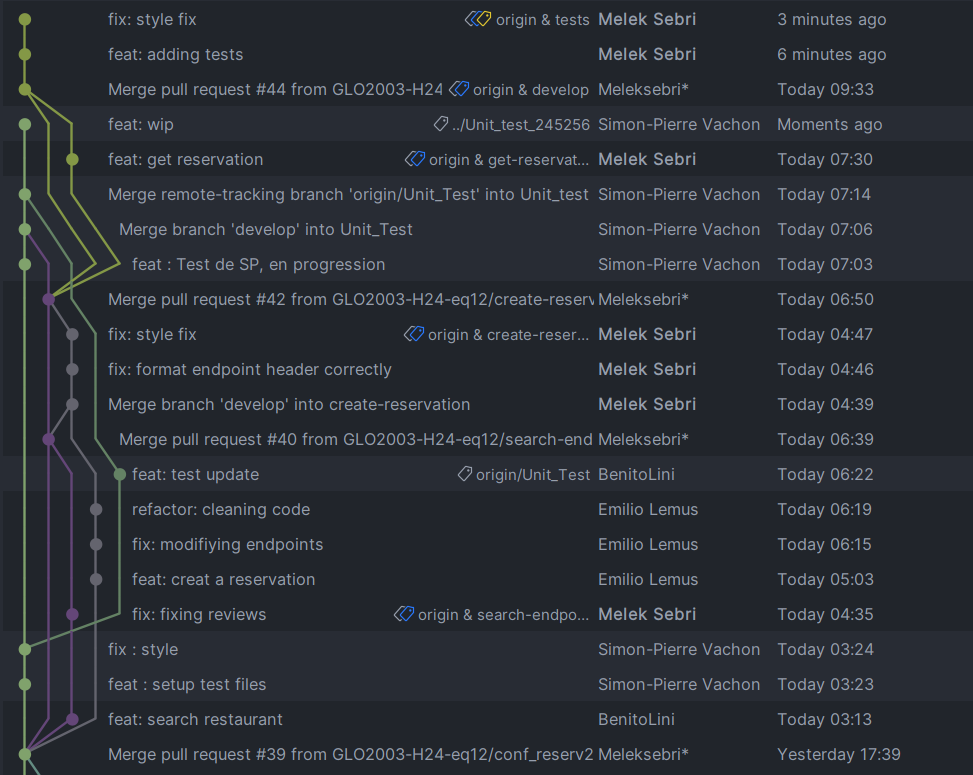 fix: style fix origin & tests Melek Sebri 3 minutes ago
feat: adding tests Melek Sebri 6 minutes ago
Merge pull request #44 from GLO2003-H24 origin & develop Meleksebri* Today 09:33
feat: wip ../Unit_test_245256 Simon-Pierre Vachon Moments ago
feat: get reservation origin & get-reservat... Melek Sebri Today 07:30
Merge remote-tracking branch 'origin/Unit_Test' into Unit_test Simon-Pierre Vachon Today 07:14
Merge branch 'develop' into Unit_Test Simon-Pierre Vachon Today 07:06
feat : Test de SP, en progression Simon-Pierre Vachon Today 07:03
Merge pull request #42 from GLO2003-H24-eq12/create-reserv Meleksebri* Today 06:50
fix: style fix origin & create-reser... Melek Sebri Today 04:47
fix: format endpoint header correctly Melek Sebri Today 04:46
Merge branch 'develop' into create-reservation Melek Sebri Today 04:39
Merge pull request #40 from GLO2003-H24-eq12/search-end Meleksebri* Today 06:39
feat: test update origin/Unit_Test BenitoLini Today 06:22
refactor: cleaning code Emilio Lemus Today 06:19
fix: modifiying endpoints Emilio Lemus Today 06:15
feat: creat a reservation Emilio Lemus Today 05:03
fix: fixing reviews origin & search-endpo... Melek Sebri Today 04:35
fix : style Simon-Pierre Vachon Today 03:24
feat : setup test files Simon-Pierre Vachon Today 03:23
feat: search restaurant BenitoLini Today 03:13
Merge pull request #39 from GLO2003-H24-eq12/conf_reserv2 Meleksebri* Yesterday 17:39